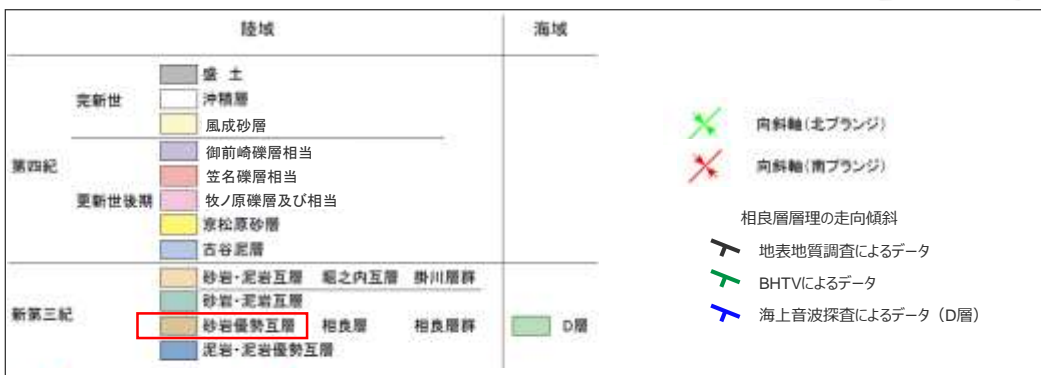 陸域 海域
盛 土
完新世 沖積層
風成砂層
第四紀 御前崎礫層相当
笠名礫層相当
更新世後期 牧ノ原礫層及び相当
京松原砂層
古谷泥層
砂岩・泥岩互層 堀之内互層 掛川層群
新第三紀 砂岩・泥岩互層
砂岩優勢互層 相良層 相良層群 D層
泥岩・泥岩優勢互層
向斜軸(北プランジ)
向斜軸(南プランジ)
相良層層理の走向傾斜
地表地質調査によるデータ
BHTVによるデータ
海上音波探査によるデータ（D層）